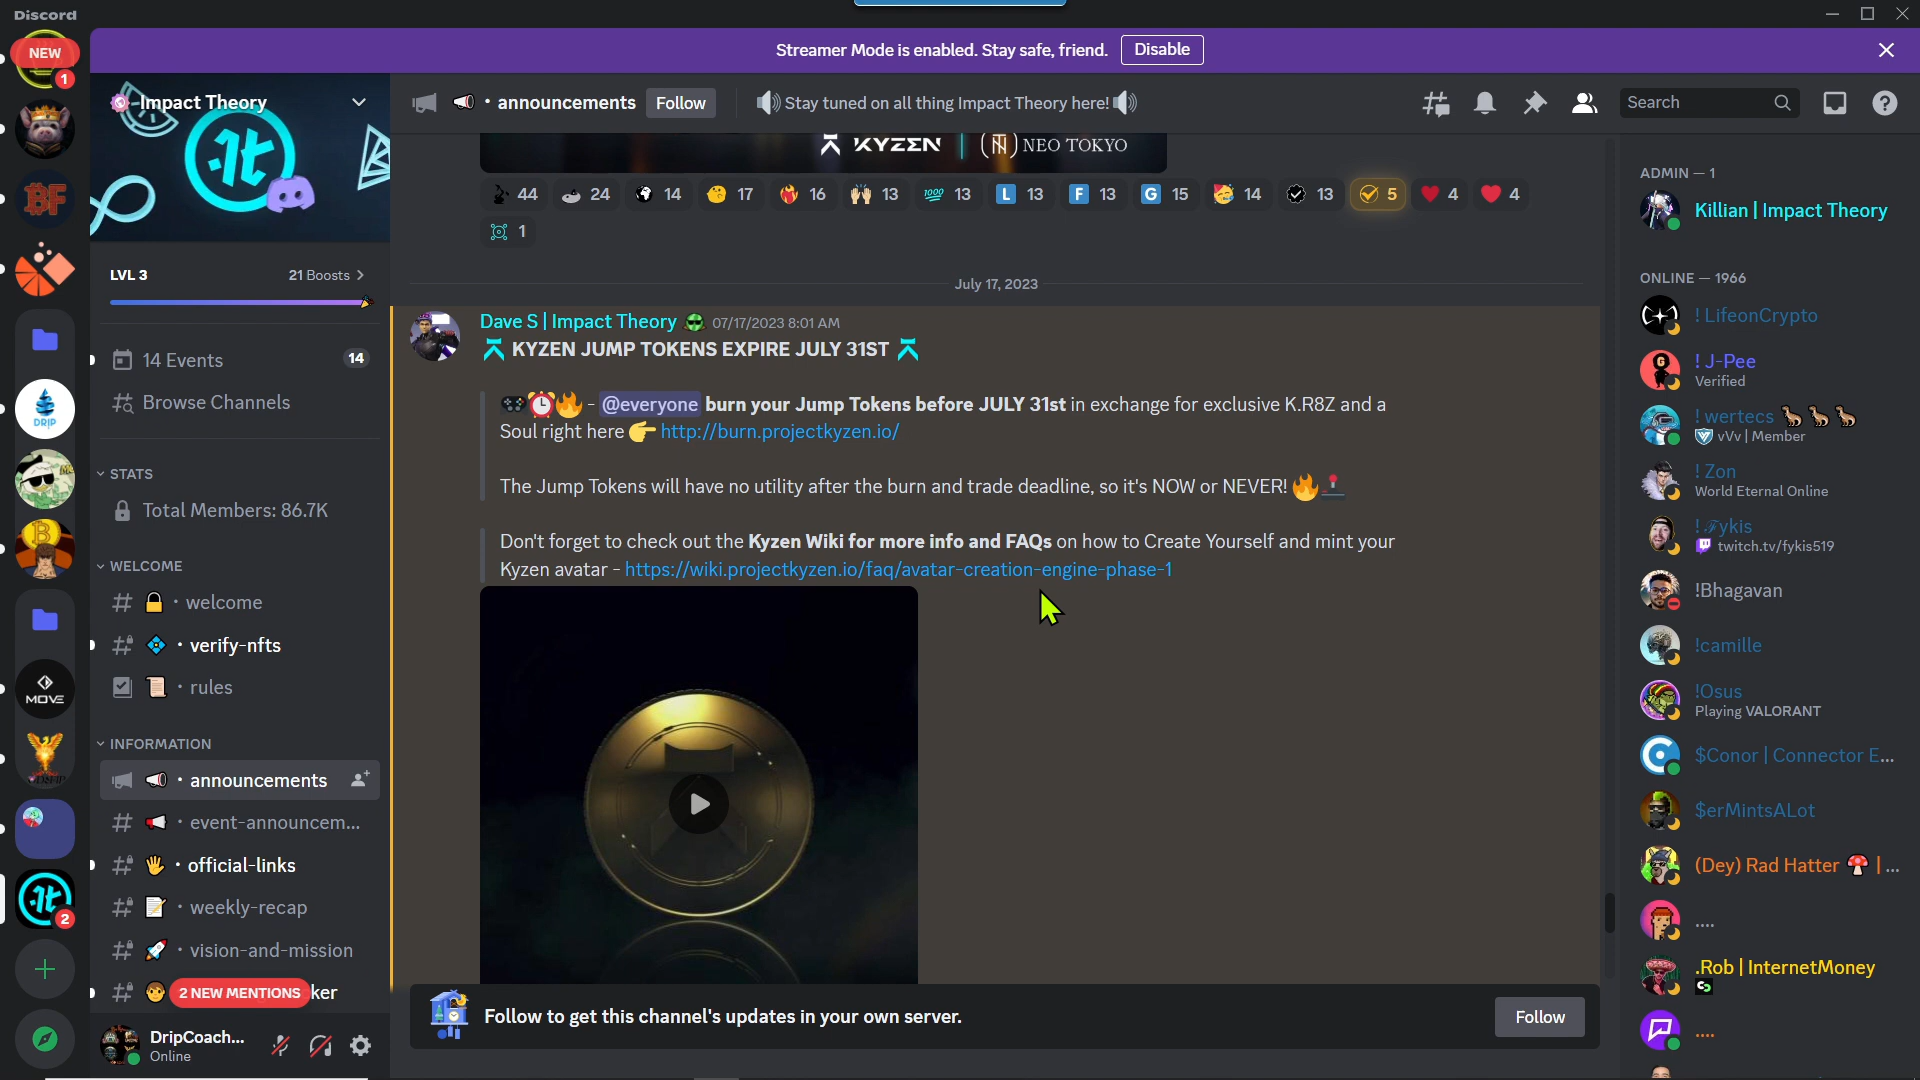 Discord
Streamer Mode is enabled. Stay safe, friend.
Disable
NEW
1
Impact Theory
LVL 3
21 Boosts
14 Events
14
Browse Channels
STATS
Total Members: 86.7K
WELCOME
welcome
verify-nfts
rules
INFORMATION
announcements
event-announcem...
official-links
weekly-recap
vision-and-mission
2 NEW MENTIONS
ker
DRIP
MOVE
2
DripCoach...
Online
announcements
Follow
Stay tuned on all thing Impact Theory here!
Search
KYZEN | NEO TOKYO
44
24
14
17
16
13
13
L 13
F 13
G 15
14
13
5
4
4
1
July 17, 2023
Dave S | Impact Theory 07/17/2023 8:01 AM
KYZEN JUMP TOKENS EXPIRE JULY 31ST
- @everyone burn your Jump Tokens before JULY 31st in exchange for exclusive K.R8Z and a
Soul right here http://burn.projectkyzen.io/
The Jump Tokens will have no utility after the burn and trade deadline, so it's NOW or NEVER!
Don't forget to check out the Kyzen Wiki for more info and FAQs on how to Create Yourself and mint your
Kyzen avatar - https://wiki.projectkyzen.io/faq/avatar-creation-engine-phase-1
Follow to get this channel's updates in your own server.
Follow
ADMIN — 1
Killian | Impact Theory
ONLINE — 1966
! LifeonCrypto
! J-Pee
Verified
! wertecs
vVv | Member
! Zon
World Eternal Online
! ℱykis
twitch.tv/fykis519
!Bhagavan
!camille
!Osus
Playing VALORANT
$Conor | Connector E...
$erMintsALot
(Dey) Rad Hatter | ...
....
.Rob | InternetMoney
....